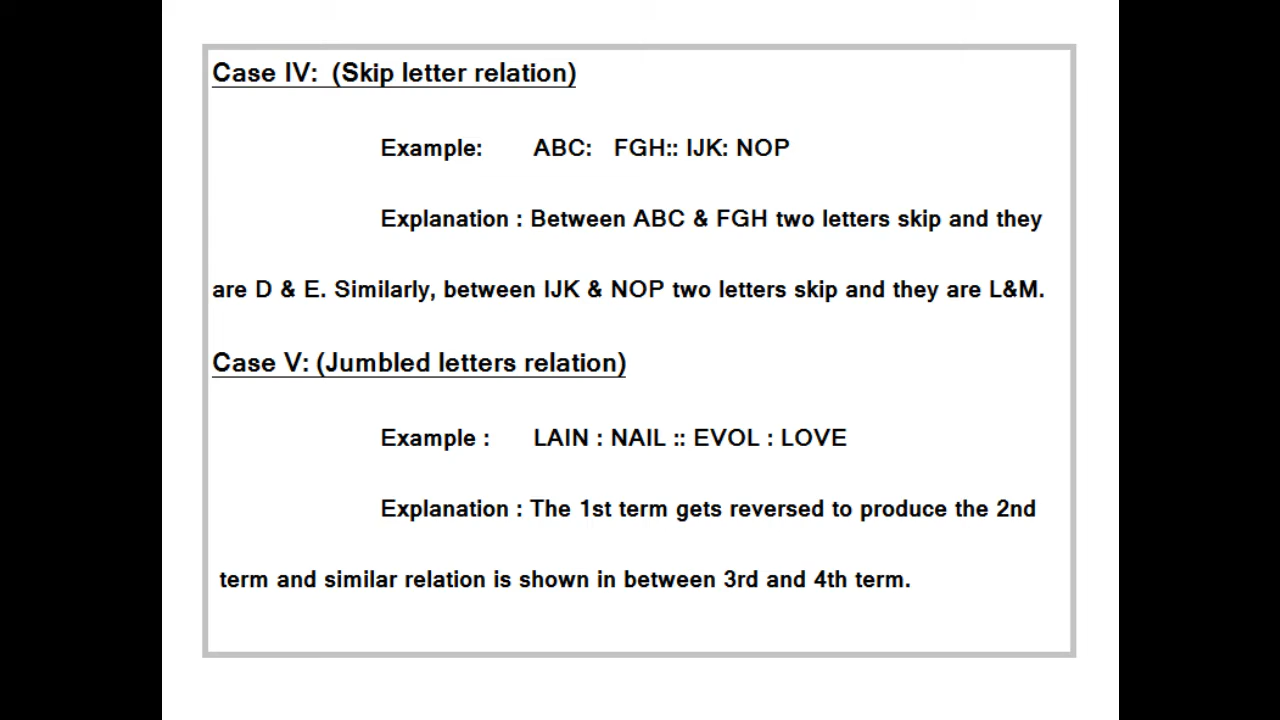 Case IV: (Skip letter relation)
Example: ABC: FGH:: IJK: NOP
Explanation : Between ABC & FGH two letters skip and they
are D & E. Similarly, between IJK & NOP two letters skip and they are L&M.
Case V: (Jumbled letters relation)
Example : LAIN : NAIL :: EVOL : LOVE
Explanation : The 1st term gets reversed to produce the 2nd
term and similar relation is shown in between 3rd and 4th term.